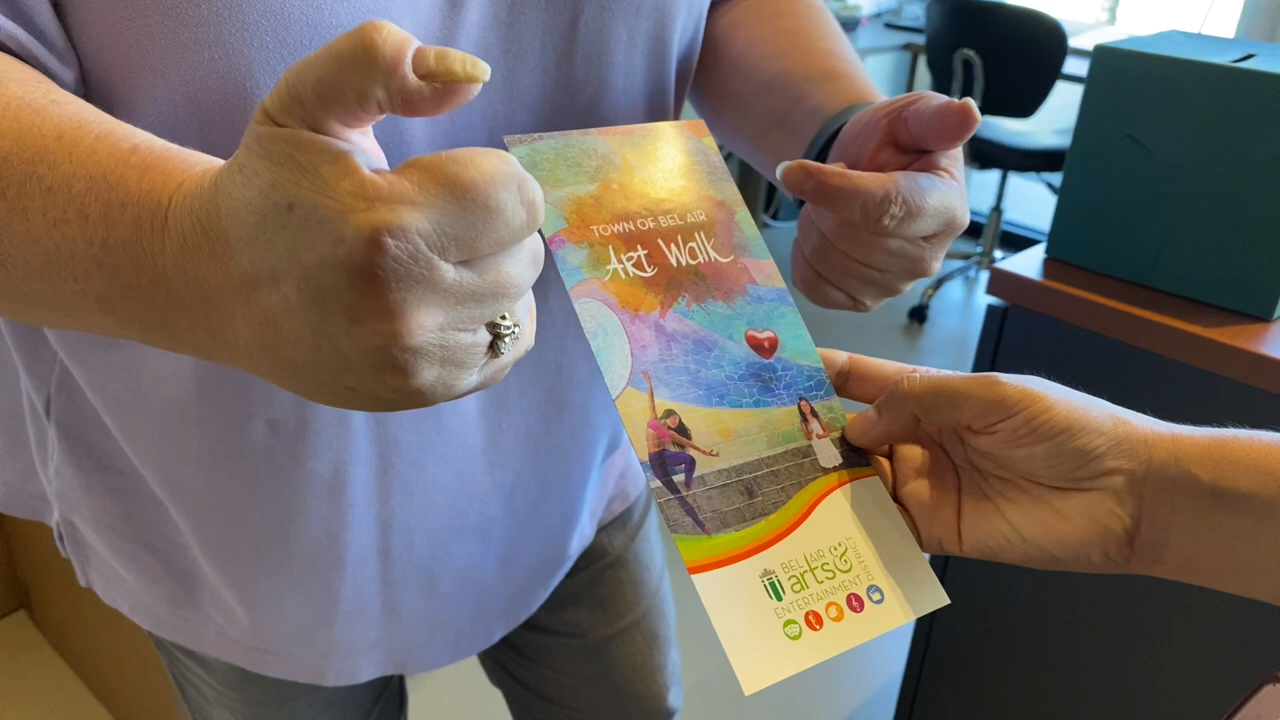 TOWN OF BEL AIR
Art Walk
BEL AIR
arts &
ENTERTAINMENT
DISTRICT